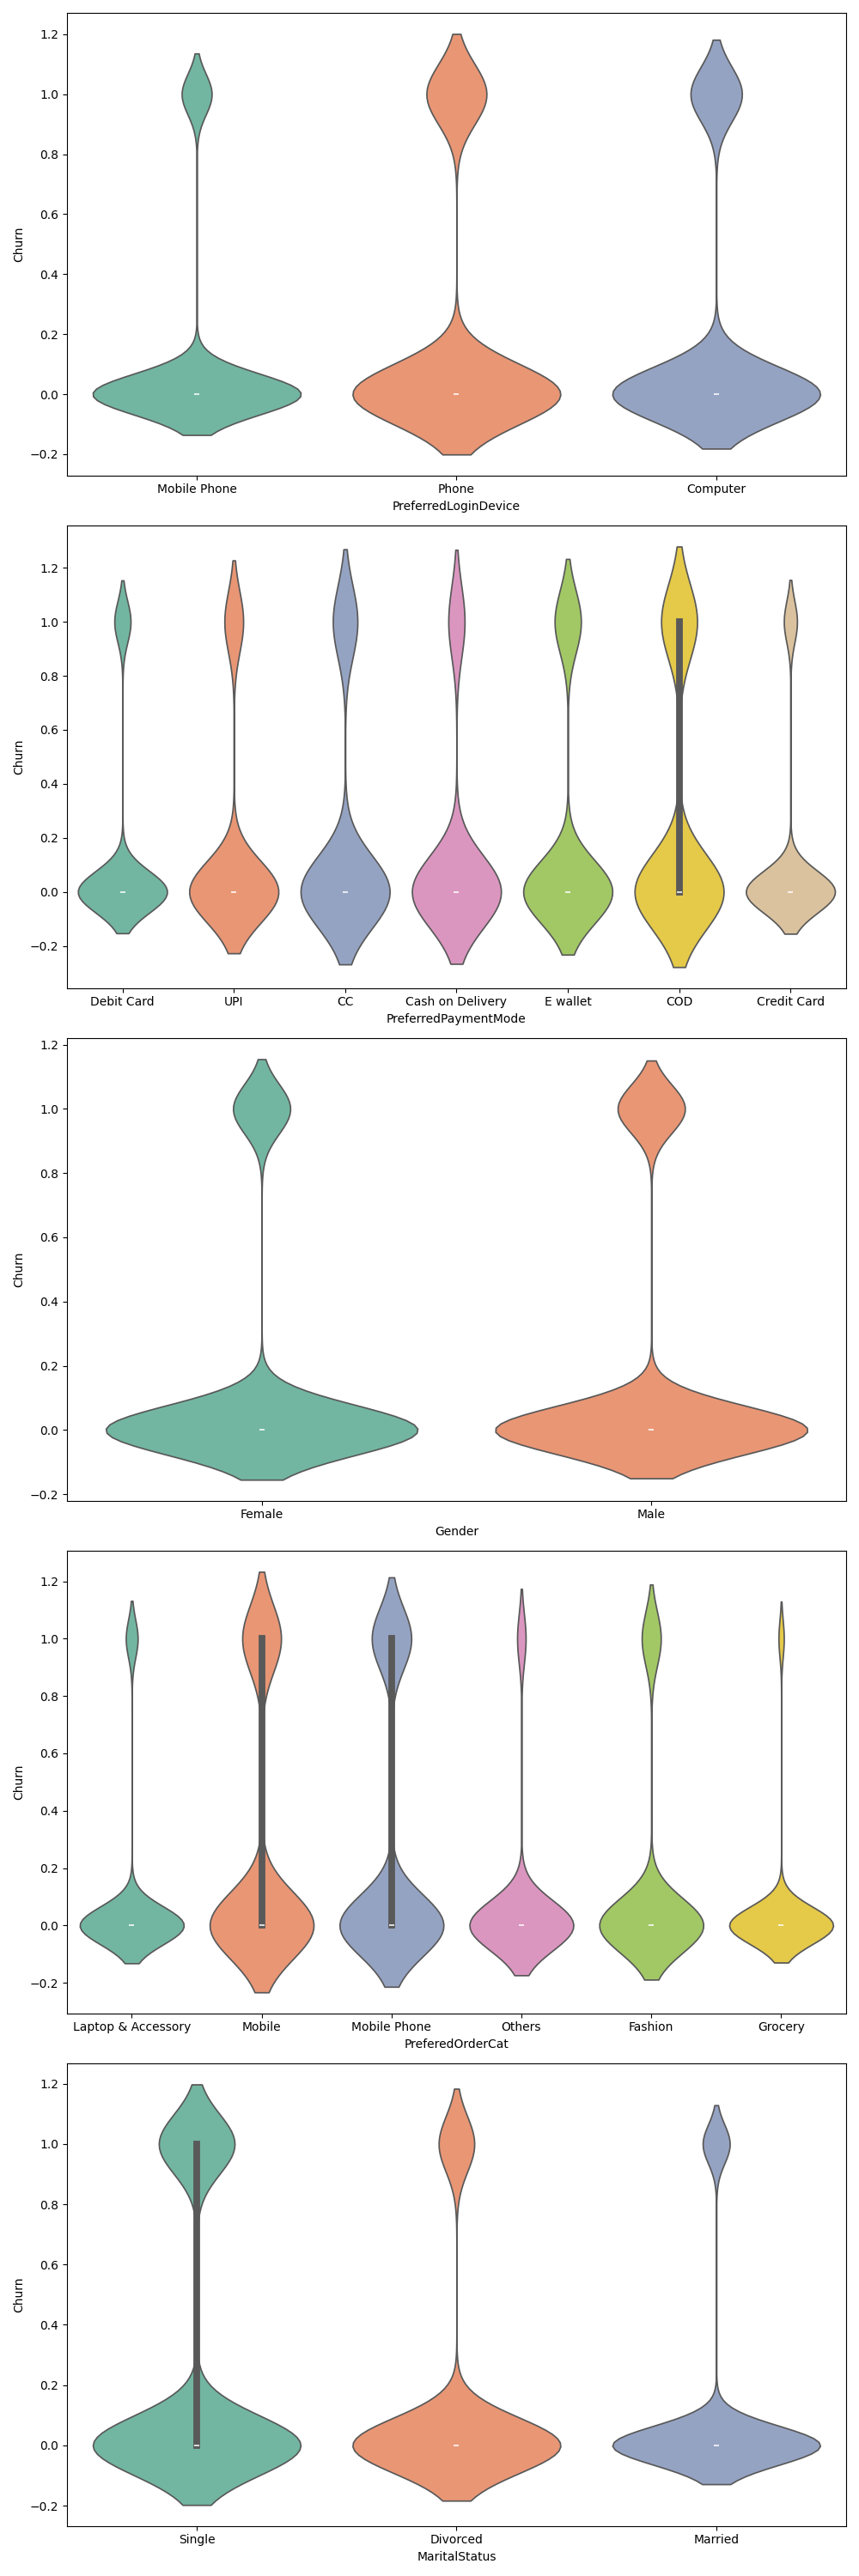 1.2
1.0
0.8
0.6
0.4
0.2
0.0
−0.2
Churn
Mobile Phone Phone Computer
PreferredLoginDevice
1.2
1.0
0.8
0.6
0.4
0.2
0.0
−0.2
Churn
Debit Card UPI CC Cash on Delivery E wallet COD Credit Card
PreferredPaymentMode
1.2
1.0
0.8
0.6
0.4
0.2
0.0
−0.2
Churn
Female Male
Gender
1.2
1.0
0.8
0.6
0.4
0.2
0.0
−0.2
Churn
Laptop & Accessory Mobile Mobile Phone Others Fashion Grocery
PreferedOrderCat
1.2
1.0
0.8
0.6
0.4
0.2
0.0
−0.2
Churn
Single Divorced Married
MaritalStatus